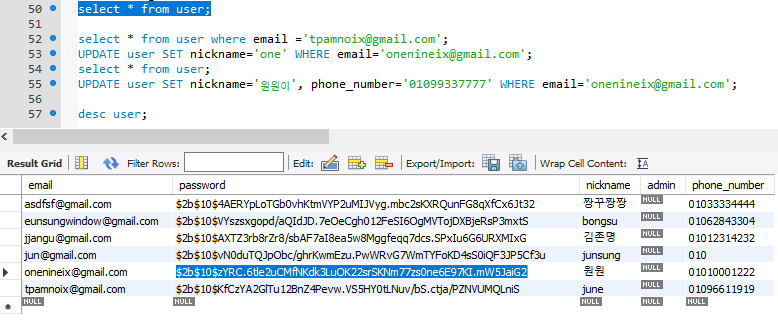 50 select * from user;
51
52 select * from user where email ='tpamnoix@gmail.com';
53 UPDATE user SET nickname='one' WHERE email='onenineix@gmail.com';
54 select * from user;
55 UPDATE user SET nickname='원원이', phone_number='01099337777' WHERE email='onenineix@gmail.com';
56
57 desc user;
Result Grid Filter Rows: Edit: Export/Import: Wrap Cell Content: IA
email password nickname admin phone_number
asdfsf@gmail.com $2b$10$4AERYpLoTGb0vhKtmVYP2uMIJVyg.mbc2sKXRQunFG8qXfCx6Jt32 짱꾸짱짱 NULL 01033334444
eunsungwindow@gmail.com $2b$10$VYszsxgopd/aQIdJD.7eOeCgh012FeSI6OgMVTojDXBjeRsP3mxtS bongsu NULL 01062843304
jjangu@gmail.com $2b$10$AXTZ3rb8rZr8/sbAF7aI8ea5w8Mggfeqq7dcs.SPxIu6G6URXMIxG 김존명 NULL 01012314232
jun@gmail.com $2b$10$vN0duTQJpObc/ghrKwmEzu.PwWRvG7WmTYFoKD4sS0iQF3JP5Cf3u junsung NULL 010
onenineix@gmail.com $2b$10$zYRC.6tle2uCMfNKdk3LuOK22srSKNm77zs0ne6E97KI.mW5JaiG2 원원 NULL 01010001222
tpamnoix@gmail.com $2b$10$KfCzYA2GlTu12BnZ4Pevw.VS5HY0tLNuv/bS.ctja/PZNVUMQLniS june NULL 01096611919
NULL NULL NULL NULL NULL